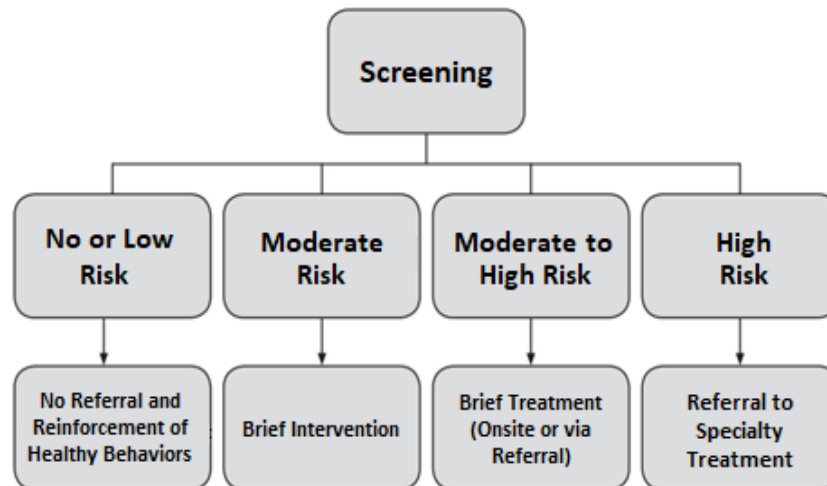 Screening
No or Low
Risk
Moderate
Risk
Moderate to
High Risk
High
Risk
No Referral and
Reinforcement of
Healthy Behaviors
Brief Intervention
Brief Treatment
(Onsite or via
Referral)
Referral to
Specialty
Treatment